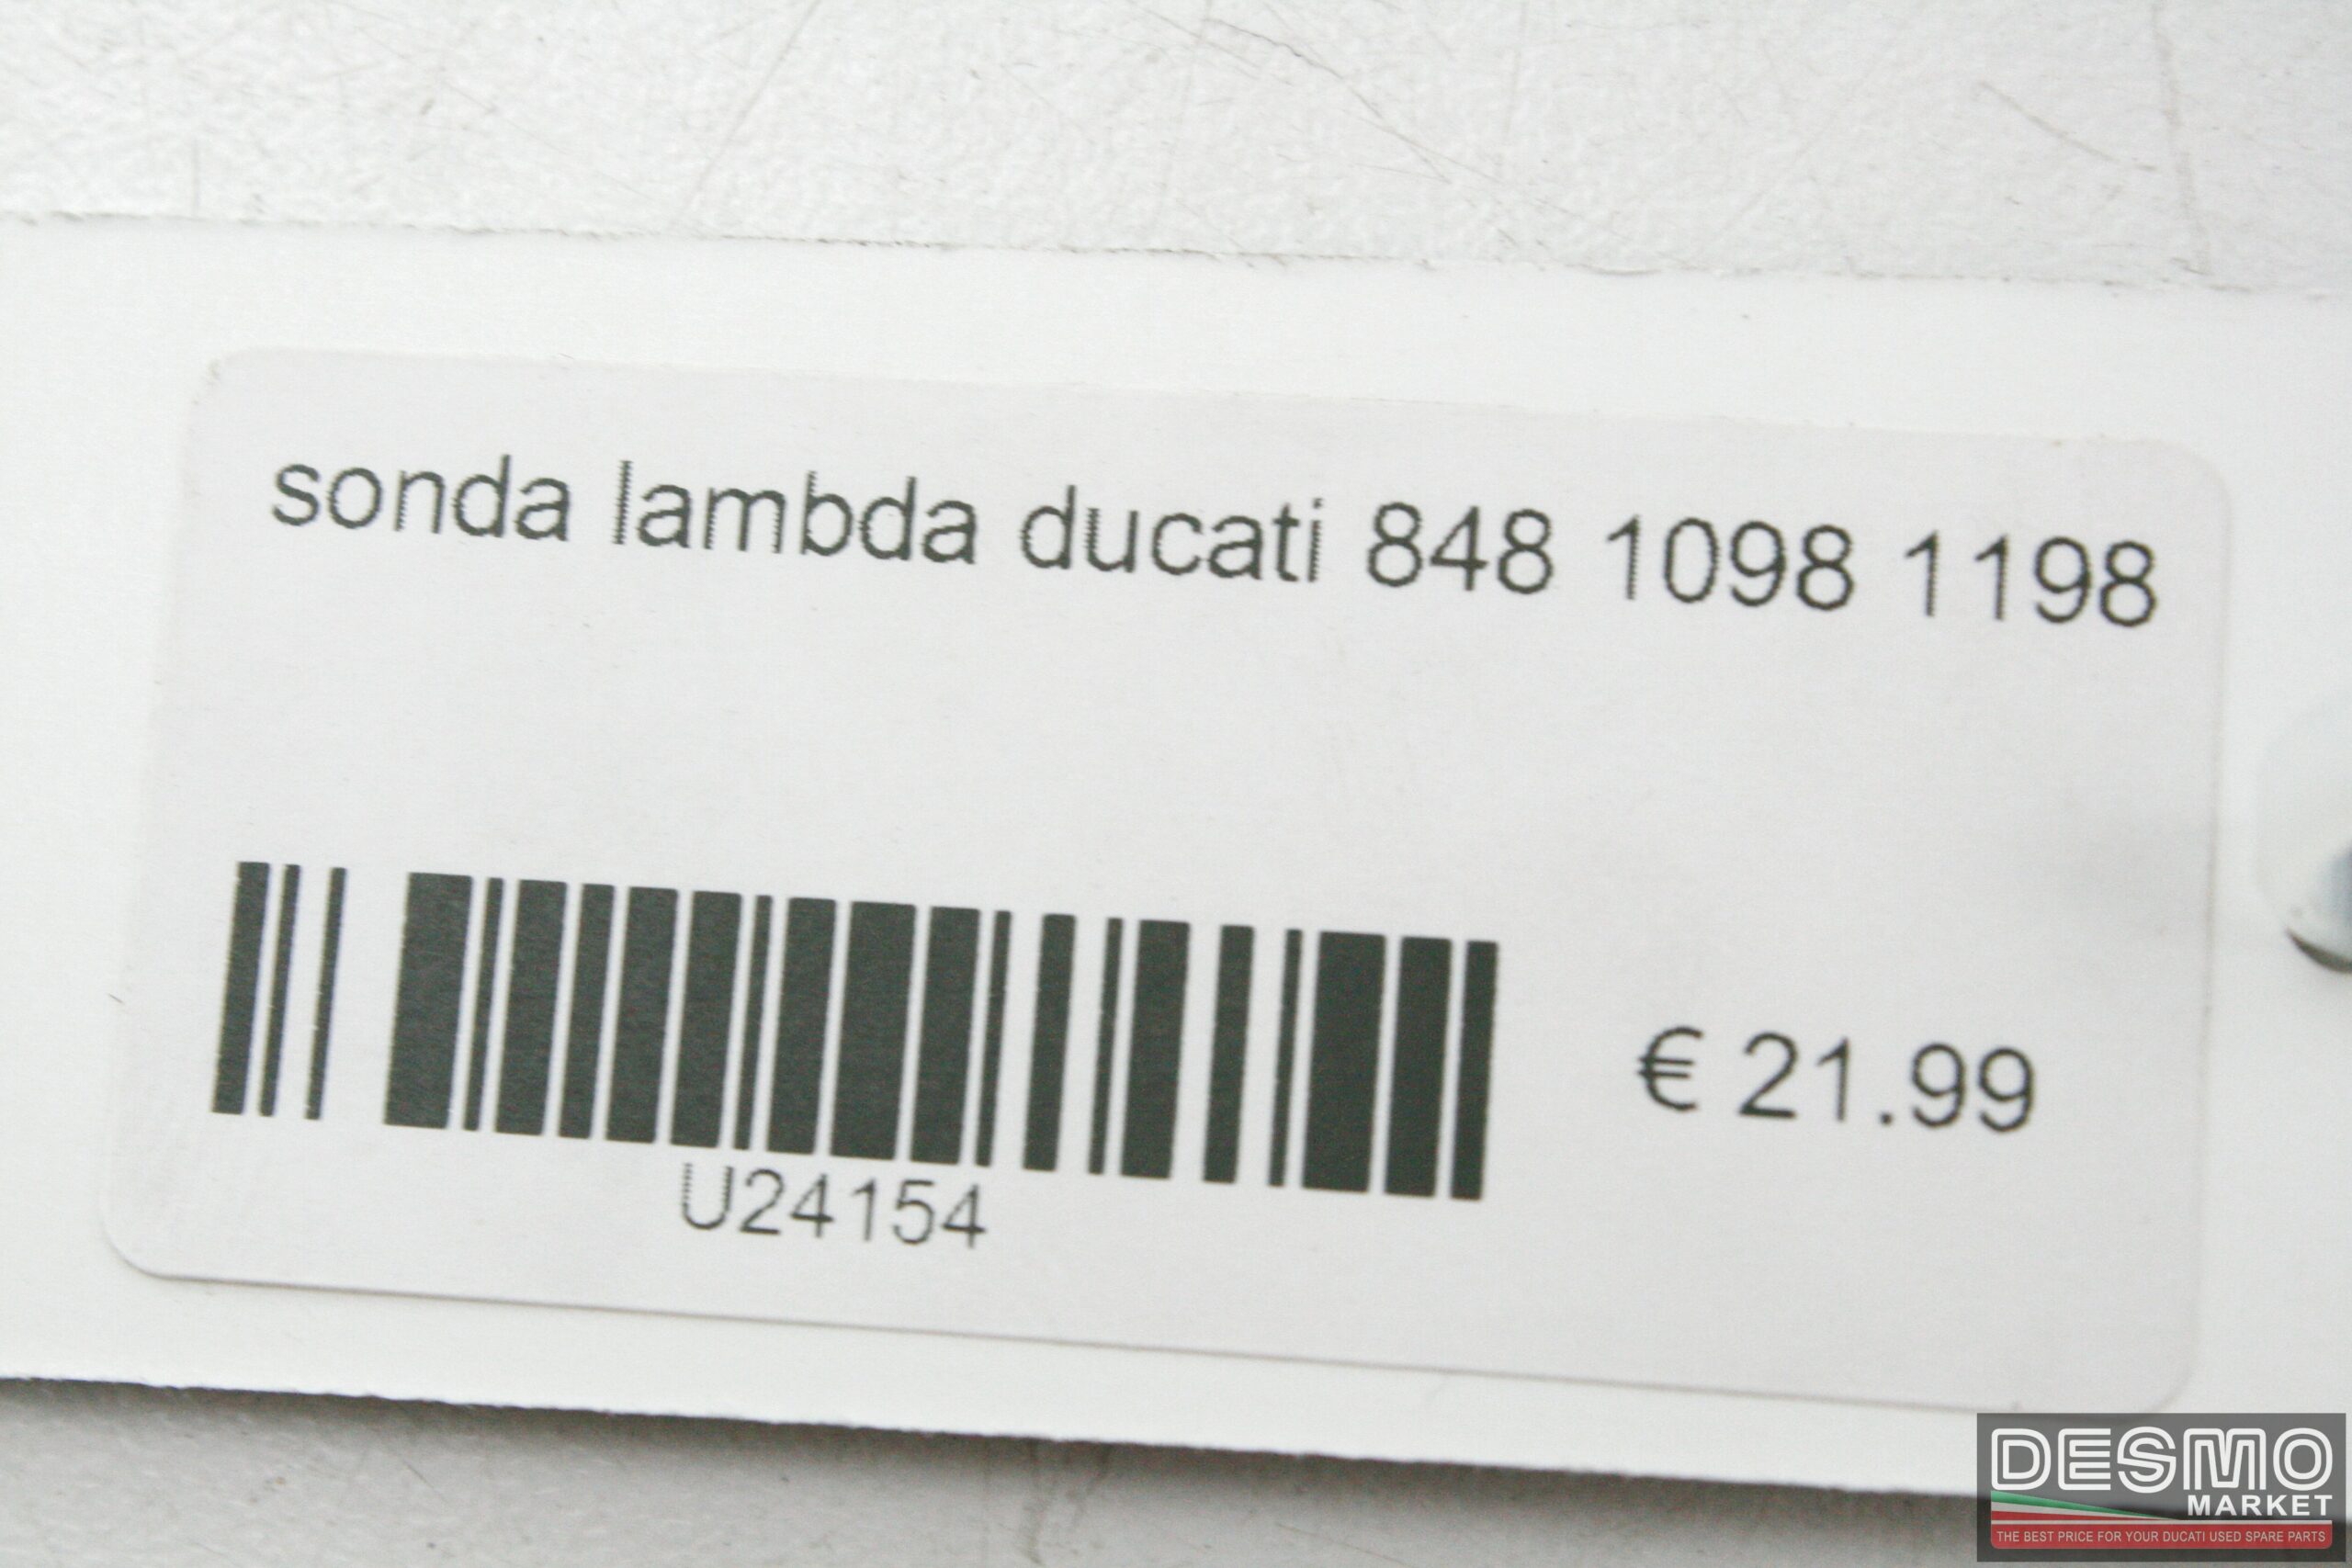 sonda lambda ducati 848 1098 1198
€ 21.99
U24154
DESMO
MARKET
THE BEST PRICE FOR YOUR DUCATI USED SPARE PARTS